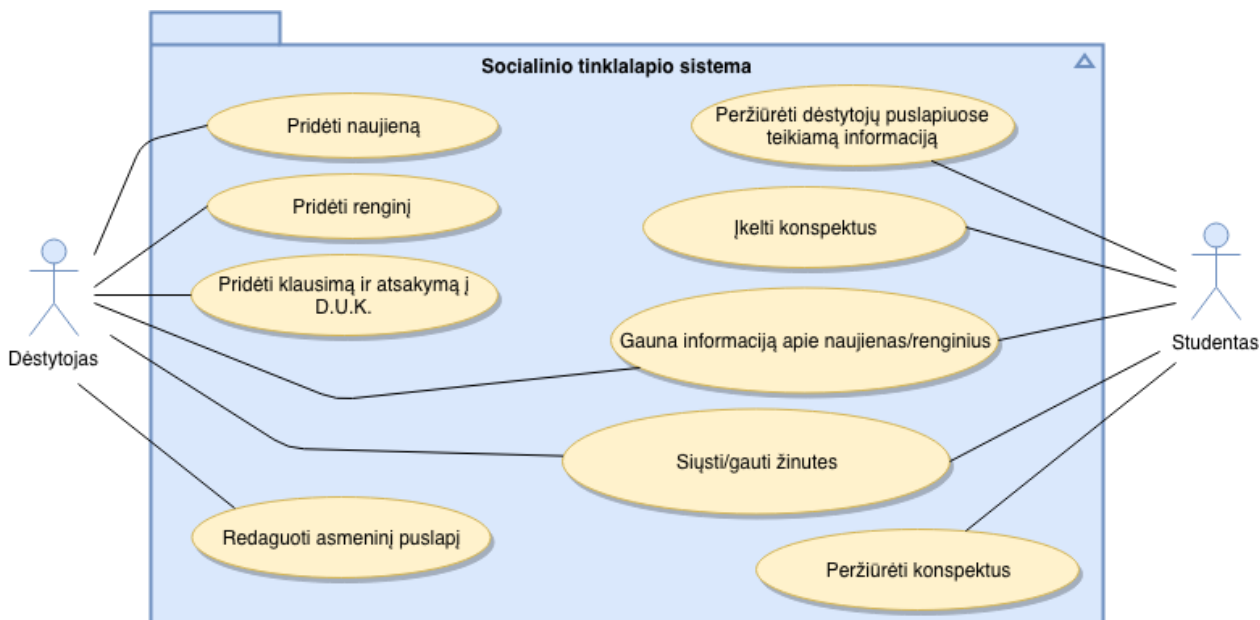 Socialinio tinklalapio sistema
Pridėti naujieną
Peržiūrėti dėstytojų puslapiuose
teikiamą informaciją
Pridėti renginį
Įkelti konspektus
Pridėti klausimą ir atsakymą į
D.U.K.
Gauna informaciją apie naujienas/renginius
Dėstytojas
Studentas
Siųsti/gauti žinutes
Redaguoti asmeninį puslapį
Peržiūrėti konspektus